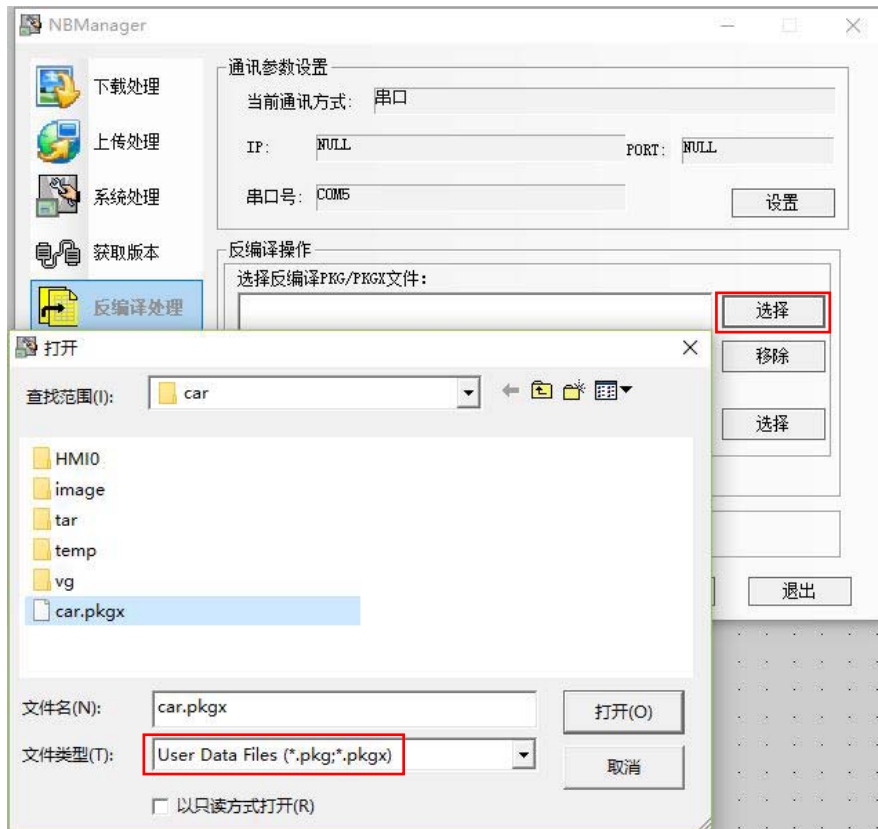 NBManager
下载处理
上传处理
系统处理
获取版本
反编译处理
通讯参数设置
当前通讯方式: 串口
IP: NULL PORT: NULL
串口号: COM5
设置
反编译操作
选择反编译PKG/PKGX文件:
选择
移除
选择
退出
打开
查找范围(I): car
HMI0
image
tar
temp
vg
car.pkgx
文件名(N): car.pkgx
打开(O)
文件类型(T): User Data Files (*.pkg;*.pkgx)
取消
以只读方式打开(R)